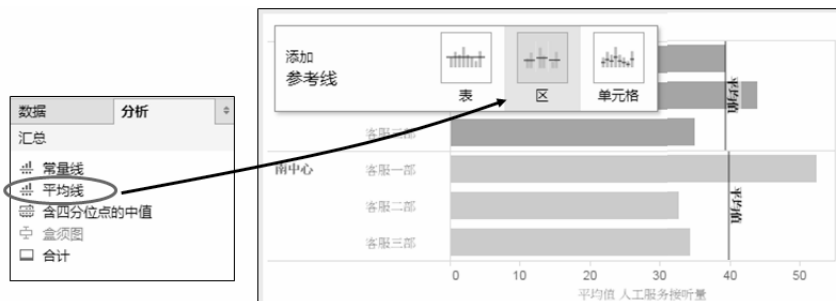 数据 分析
汇总
常量线
平均线
含四分位点的中值
盒须图
合计
添加
参考线
表 区 单元格
平均值
平均值
客服三部
南中心 客服一部
客服二部
客服三部
0 10 20 30 40 50
平均值 人工服务接听量